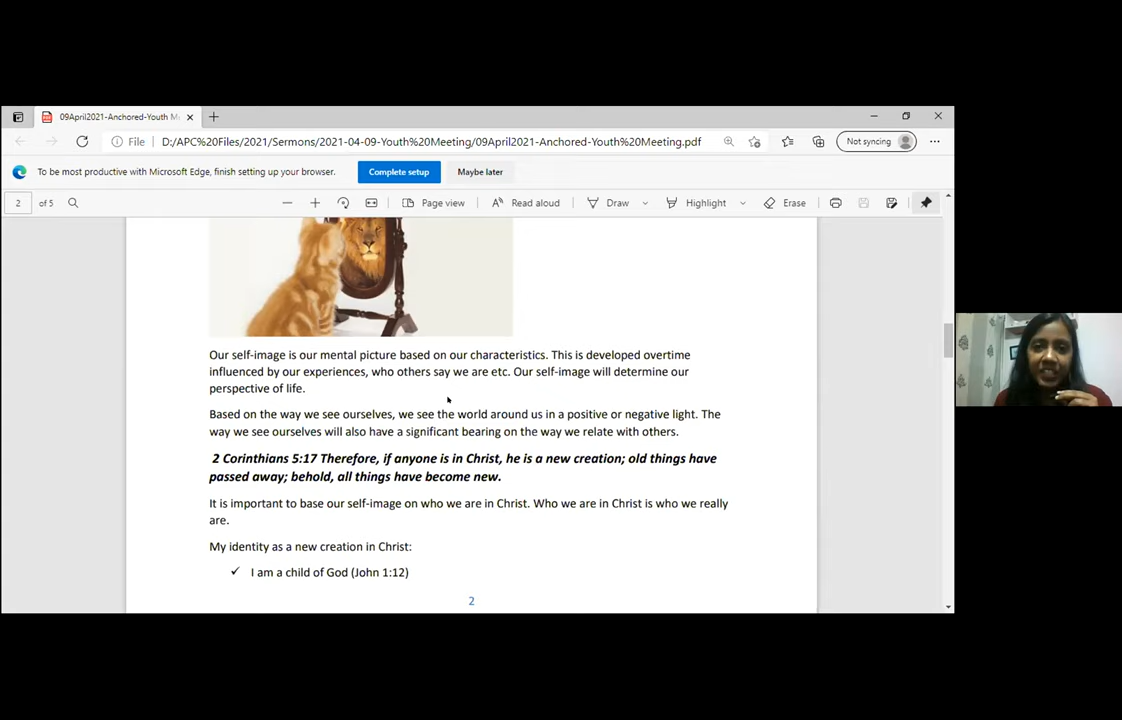 09April2021-Anchored-Youth M
File D:/APC%20Files/2021/Sermons/2021-04-09-Youth%20Meeting/09April2021-Anchored-Youth%20Meeting.pdf Not syncing
To be most productive with Microsoft Edge, finish setting up your browser. Complete setup Maybe later
2 of 5 Page view Read aloud Draw Highlight Erase
Our self-image is our mental picture based on our characteristics. This is developed overtime
influenced by our experiences, who others say we are etc. Our self-image will determine our
perspective of life.
Based on the way we see ourselves, we see the world around us in a positive or negative light. The
way we see ourselves will also have a significant bearing on the way we relate with others.
2 Corinthians 5:17 Therefore, if anyone is in Christ, he is a new creation; old things have
passed away; behold, all things have become new.
It is important to base our self-image on who we are in Christ. Who we are in Christ is who we really
are.
My identity as a new creation in Christ:
✓ I am a child of God (John 1:12)
2